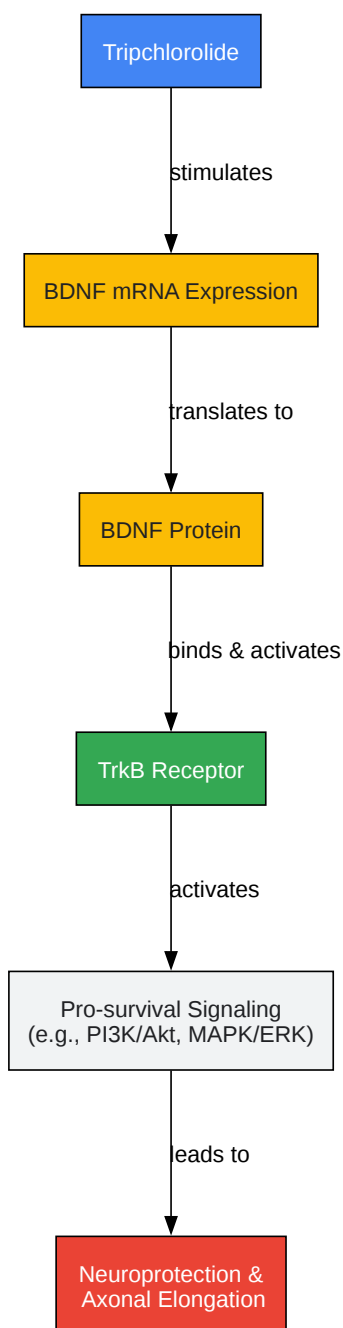 Tripchlorolide
stimulates
BDNF mRNA Expression
translates to
BDNF Protein
binds & activates
TrkB Receptor
activates
Pro-survival Signaling
(e.g., PI3K/Akt, MAPK/ERK)
leads to
Neuroprotection &
Axonal Elongation